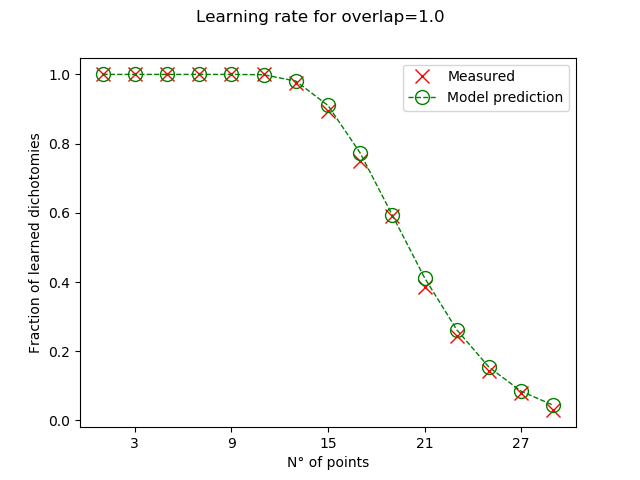 Learning rate for overlap=1.0
Measured
Model prediction
Fraction of learned dichotomies
1.0
0.8
0.6
0.4
0.2
0.0
3 9 15 21 27
N° of points